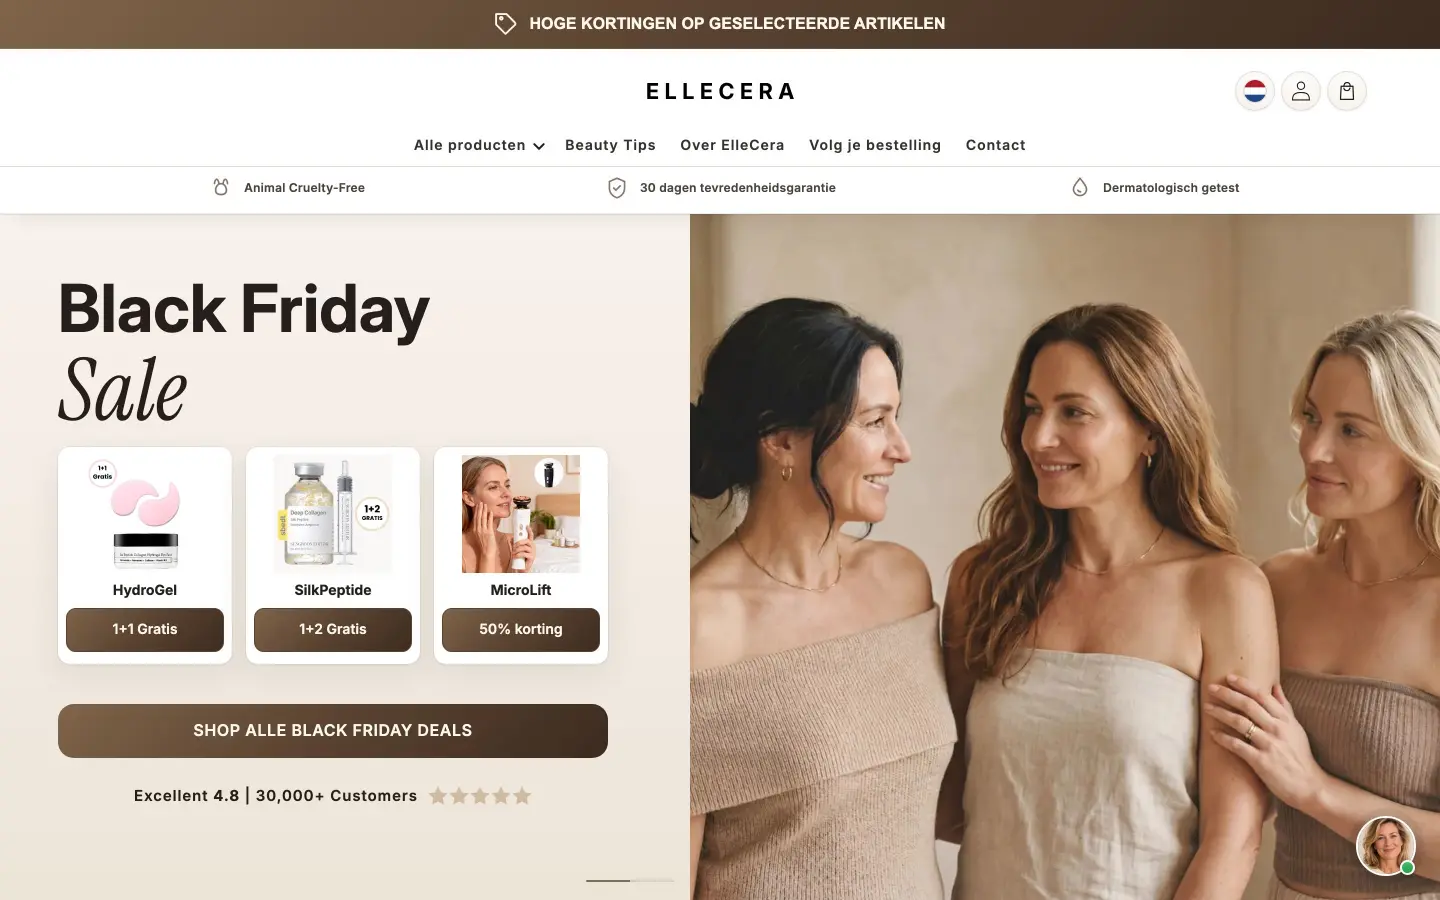 HOGE KORTINGEN OP GESELECTEERDE ARTIKELEN
ELLECERA
Alle producten
Beauty Tips
Over ElleCera
Volg je bestelling
Contact
Animal Cruelty-Free
30 dagen tevredenheidsgarantie
Dermatologisch getest
Black Friday
Sale
1+1
Gratis
HydroGel
1+1 Gratis
Deep Collagen
1+2
GRATIS
SilkPeptide
1+2 Gratis
MicroLift
50% korting
SHOP ALLE BLACK FRIDAY DEALS
Excellent 4.8 | 30,000+ Customers